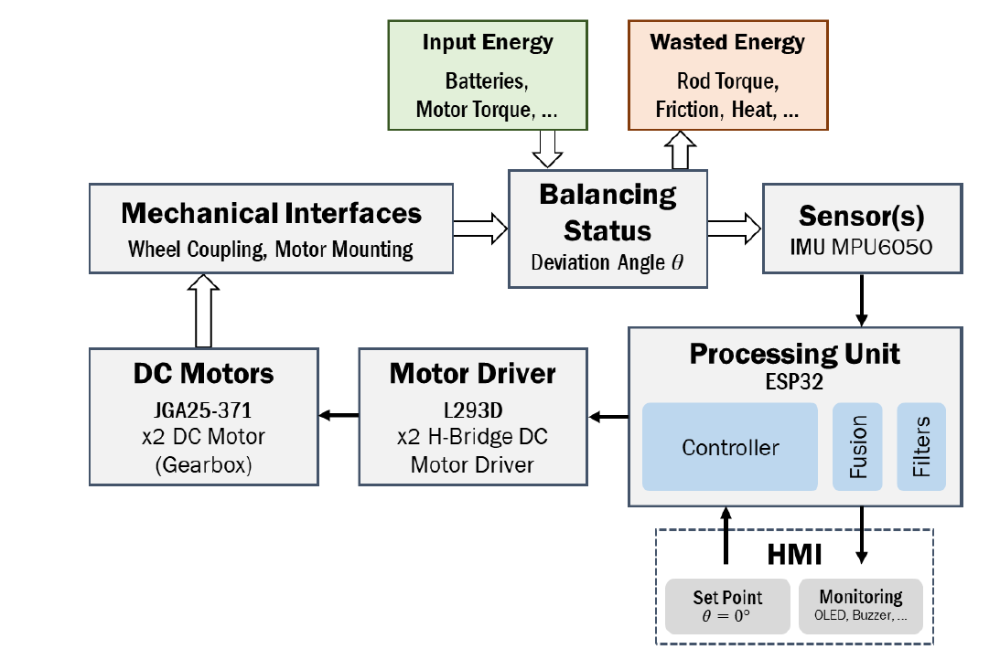 Input Energy
Batteries,
Motor Torque, ...
Wasted Energy
Rod Torque,
Friction, Heat, ...
Mechanical Interfaces
Wheel Coupling, Motor Mounting
Balancing
Status
Deviation Angle θ
Sensor(s)
IMU MPU6050
DC Motors
JGA25-371
x2 DC Motor
(Gearbox)
Motor Driver
L293D
x2 H-Bridge DC
Motor Driver
Processing Unit
ESP32
Controller
Fusion
Filters
HMI
Set Point
θ = 0°
Monitoring
OLED, Buzzer, ...